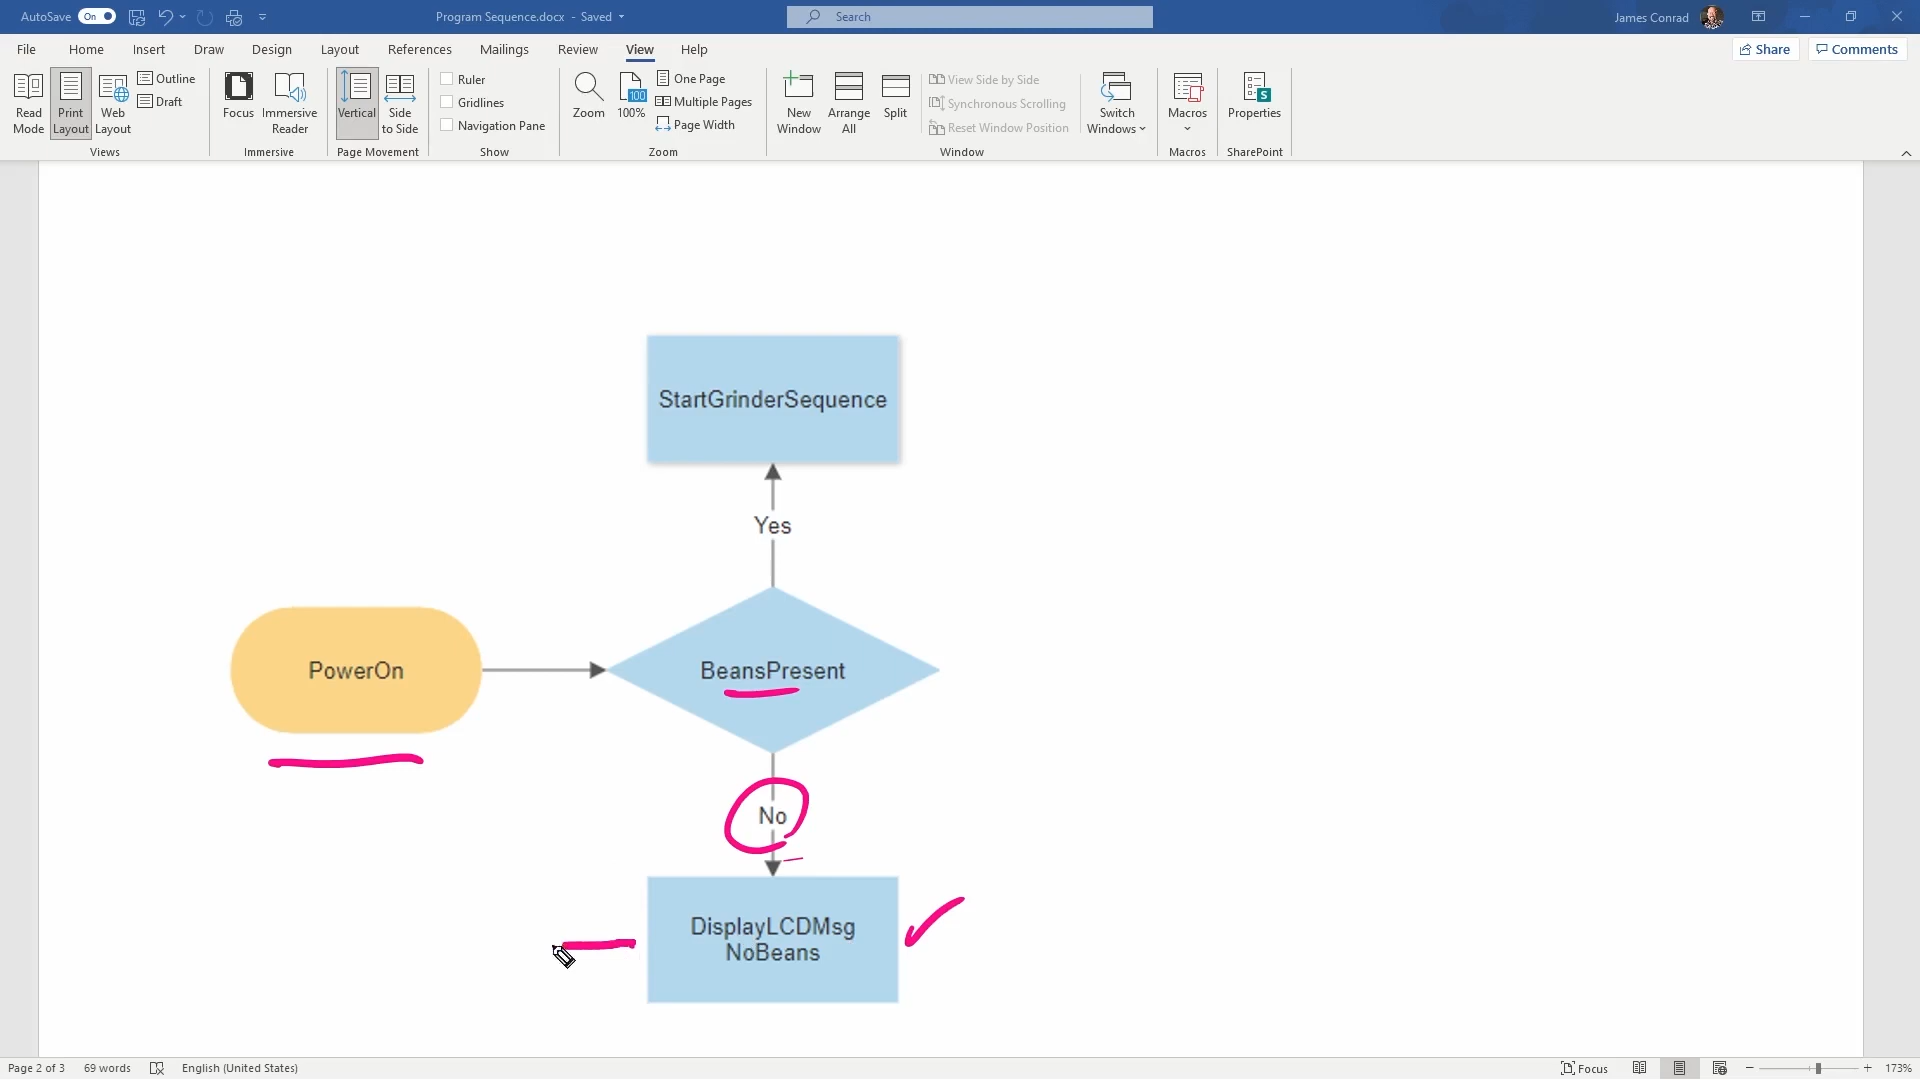 AutoSave On
Program Sequence.docx - Saved
Search
James Conrad
File Home Insert Draw Design Layout References Mailings Review View Help
Share Comments
Read Mode
Print Layout
Web Layout
Outline
Draft
Views
Focus
Immersive Reader
Immersive
Vertical
Side to Side
Page Movement
Ruler
Gridlines
Navigation Pane
Show
Zoom
100
100%
One Page
Multiple Pages
Page Width
Zoom
New Window
Arrange All
Split
View Side by Side
Synchronous Scrolling
Reset Window Position
Switch Windows
Window
Macros
Macros
S
Properties
SharePoint
StartGrinderSequence
Yes
PowerOn
BeansPresent
No
DisplayLCDMsg
NoBeans
Page 2 of 3 69 words English (United States)
Focus
173%